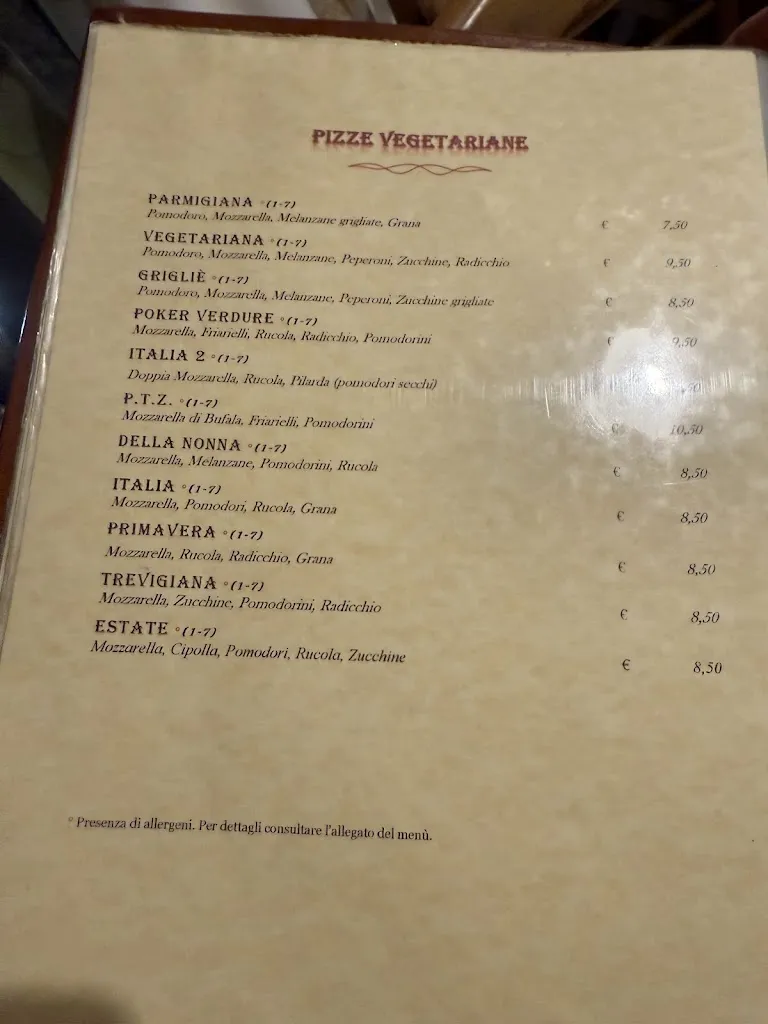 PIZZE VEGETARIANE
PARMIGIANA °(1-7)
Pomodoro, Mozzarella, Melanzane grigliate, Grana € 7,50
VEGETARIANA °(1-7)
Pomodoro, Mozzarella, Melanzane, Peperoni, Zucchine, Radicchio € 9,50
GRIGLIÈ °(1-7)
Pomodoro, Mozzarella, Melanzane, Peperoni, Zucchine grigliate € 8,50
POKER VERDURE °(1-7)
Mozzarella, Friarielli, Rucola, Radicchio, Pomodorini € 9,50
ITALIA 2 °(1-7)
Doppia Mozzarella, Rucola, Pilarda (pomodori secchi)
P.T.Z. °(1-7)
Mozzarella di Bufala, Friarielli, Pomodorini € 10,50
DELLA NONNA °(1-7)
Mozzarella, Melanzane, Pomodorini, Rucola € 8,50
ITALIA °(1-7)
Mozzarella, Pomodori, Rucola, Grana € 8,50
PRIMAVERA °(1-7)
Mozzarella, Rucola, Radicchio, Grana € 8,50
TREVIGIANA °(1-7)
Mozzarella, Zucchine, Pomodorini, Radicchio € 8,50
ESTATE °(1-7)
Mozzarella, Cipolla, Pomodori, Rucola, Zucchine € 8,50
° Presenza di allergeni. Per dettagli consultare l'allegato del menù.